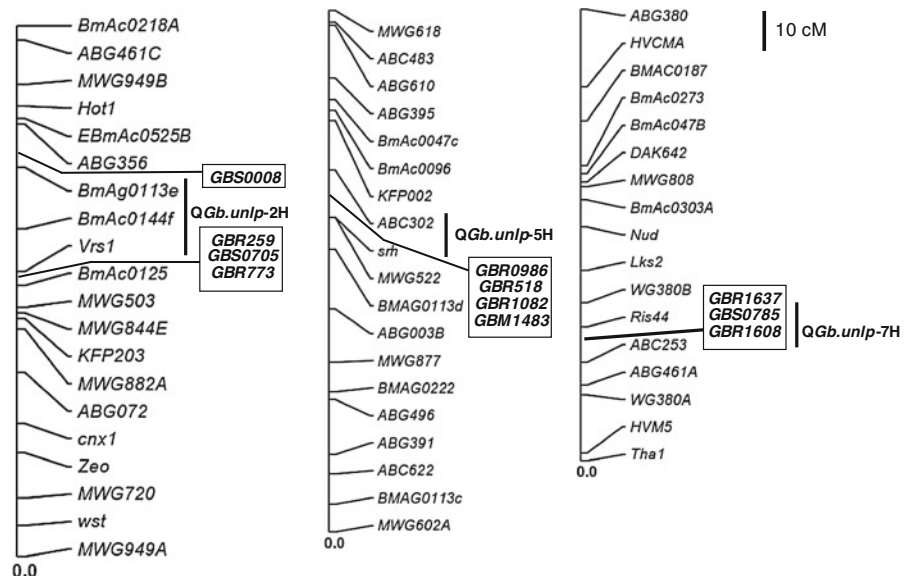 BmAc0218A
ABG461C
MWG949B
Hot1
EBmAc0525B
ABG356
GBS0008
BmAg0113e
QGb.unlp-2H
BmAc0144f
Vrs1
GBR259
GBS0705
GBR773
BmAc0125
MWG503
MWG844E
KFP203
MWG882A
ABG072
cnx1
Zeo
MWG720
wst
MWG949A
0.0
MWG618
ABC483
ABG610
ABG395
BmAc0047c
BmAc0096
KFP002
ABC302
QGb.unlp-5H
srh
GBR0986
GBR518
GBR1082
GBM1483
MWG522
BMAG0113d
ABG003B
MWG877
BMAG0222
ABG496
ABG391
ABC622
BMAG0113c
MWG602A
0.0
ABG380
10 cM
HVCMA
BMAC0187
BmAc0273
BmAc047B
DAK642
MWG808
BmAc0303A
Nud
Lks2
WG380B
Ris44
GBR1637
GBS0785
GBR1608
QGb.unlp-7H
ABC253
ABG461A
WG380A
HVM5
Tha1
0.0